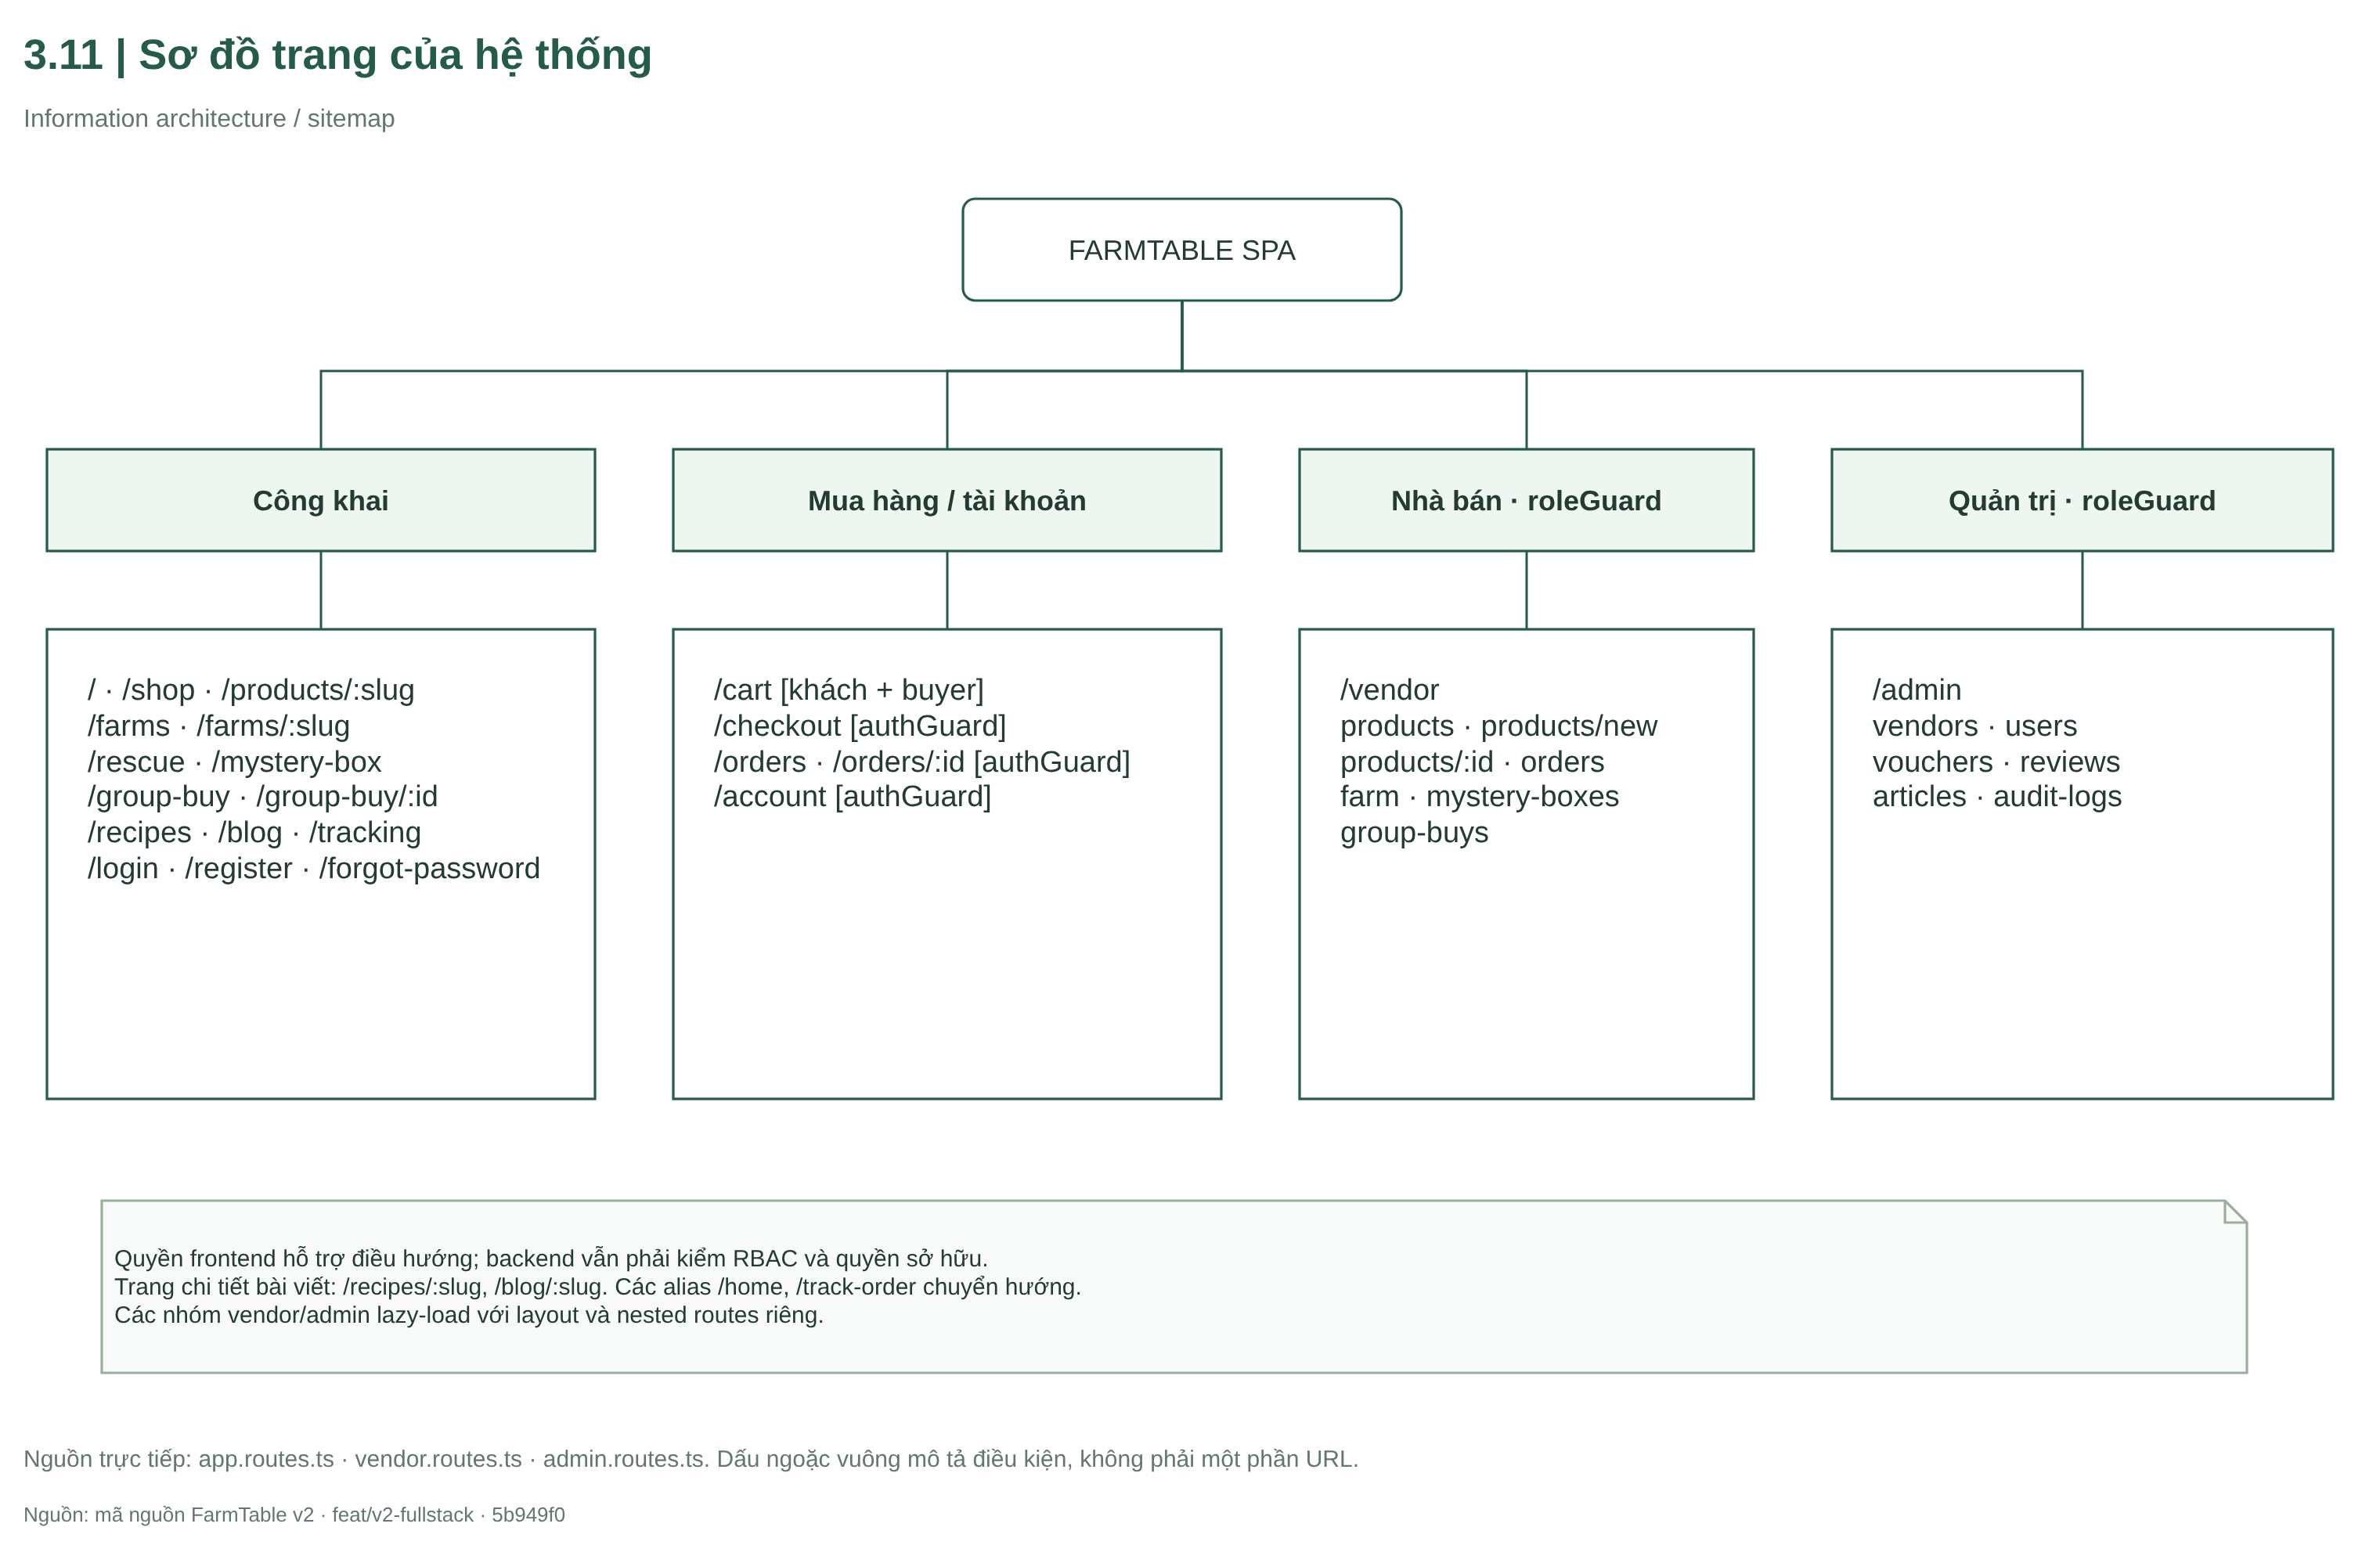 3.11 | Sơ đồ trang của hệ thống
Information architecture / sitemap
FARMTABLE SPA
Công khai
Mua hàng / tài khoản
Nhà bán · roleGuard
Quản trị · roleGuard
/ · /shop · /products/:slug
/farms · /farms/:slug
/rescue · /mystery-box
/group-buy · /group-buy/:id
/recipes · /blog · /tracking
/login · /register · /forgot-password
/cart [khách + buyer]
/checkout [authGuard]
/orders · /orders/:id [authGuard]
/account [authGuard]
/vendor
products · products/new
products/:id · orders
farm · mystery-boxes
group-buys
/admin
vendors · users
vouchers · reviews
articles · audit-logs
Quyền frontend hỗ trợ điều hướng; backend vẫn phải kiểm RBAC và quyền sở hữu.
Trang chi tiết bài viết: /recipes/:slug, /blog/:slug. Các alias /home, /track-order chuyển hướng.
Các nhóm vendor/admin lazy-load với layout và nested routes riêng.
Nguồn trực tiếp: app.routes.ts · vendor.routes.ts · admin.routes.ts. Dấu ngoặc vuông mô tả điều kiện, không phải một phần URL.
Nguồn: mã nguồn FarmTable v2 · feat/v2-fullstack · 5b949f0